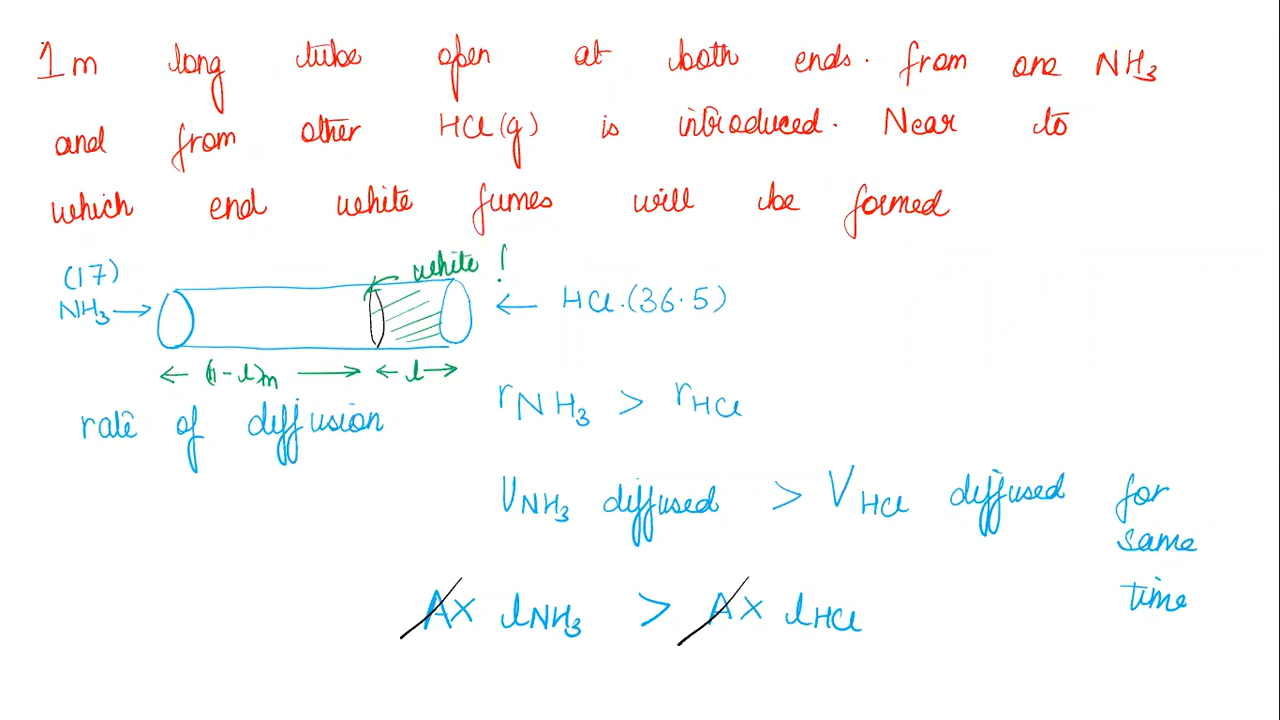 1m long tube open at both ends. from one NH3
and from other HCl(g) is introduced. Near to
which end white fumes will be formed
white !
(17)
NH3 → ← HCl.(36.5)
← (1-l)m → ← l →
rate of diffusion rNH3 > rHCl
VNH3 diffused > VHCl diffused for
same
time
A× lNH3 > A× lHCl